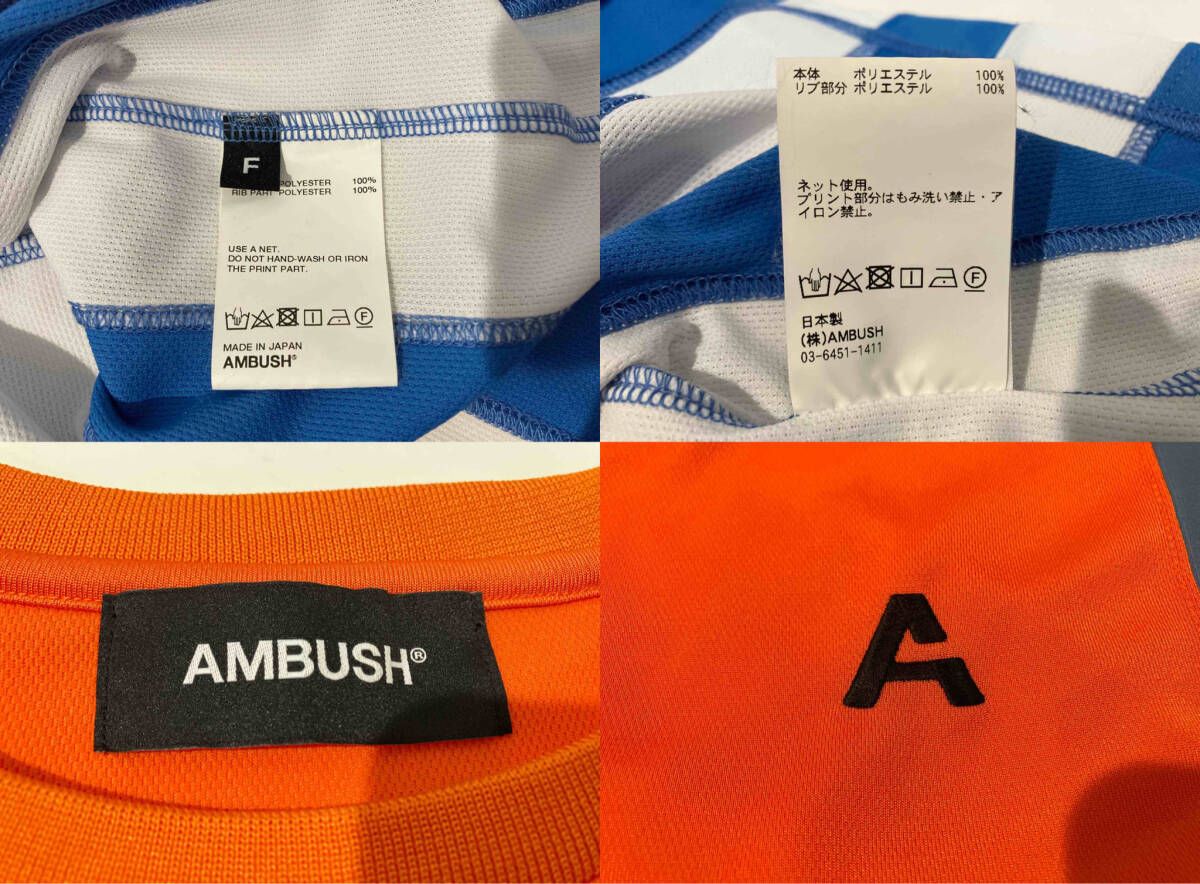 F
POLYESTER 100%
RIB PART POLYESTER 100%
USE A NET.
DO NOT HAND-WASH OR IRON
THE PRINT PART.
MADE IN JAPAN
AMBUSH®
本体 ポリエステル 100%
リブ部分 ポリエステル 100%
ネット使用。
プリント部分はもみ洗い禁止・ア
イロン禁止。
日本製
(株)AMBUSH
03-6451-1411
AMBUSH®
A